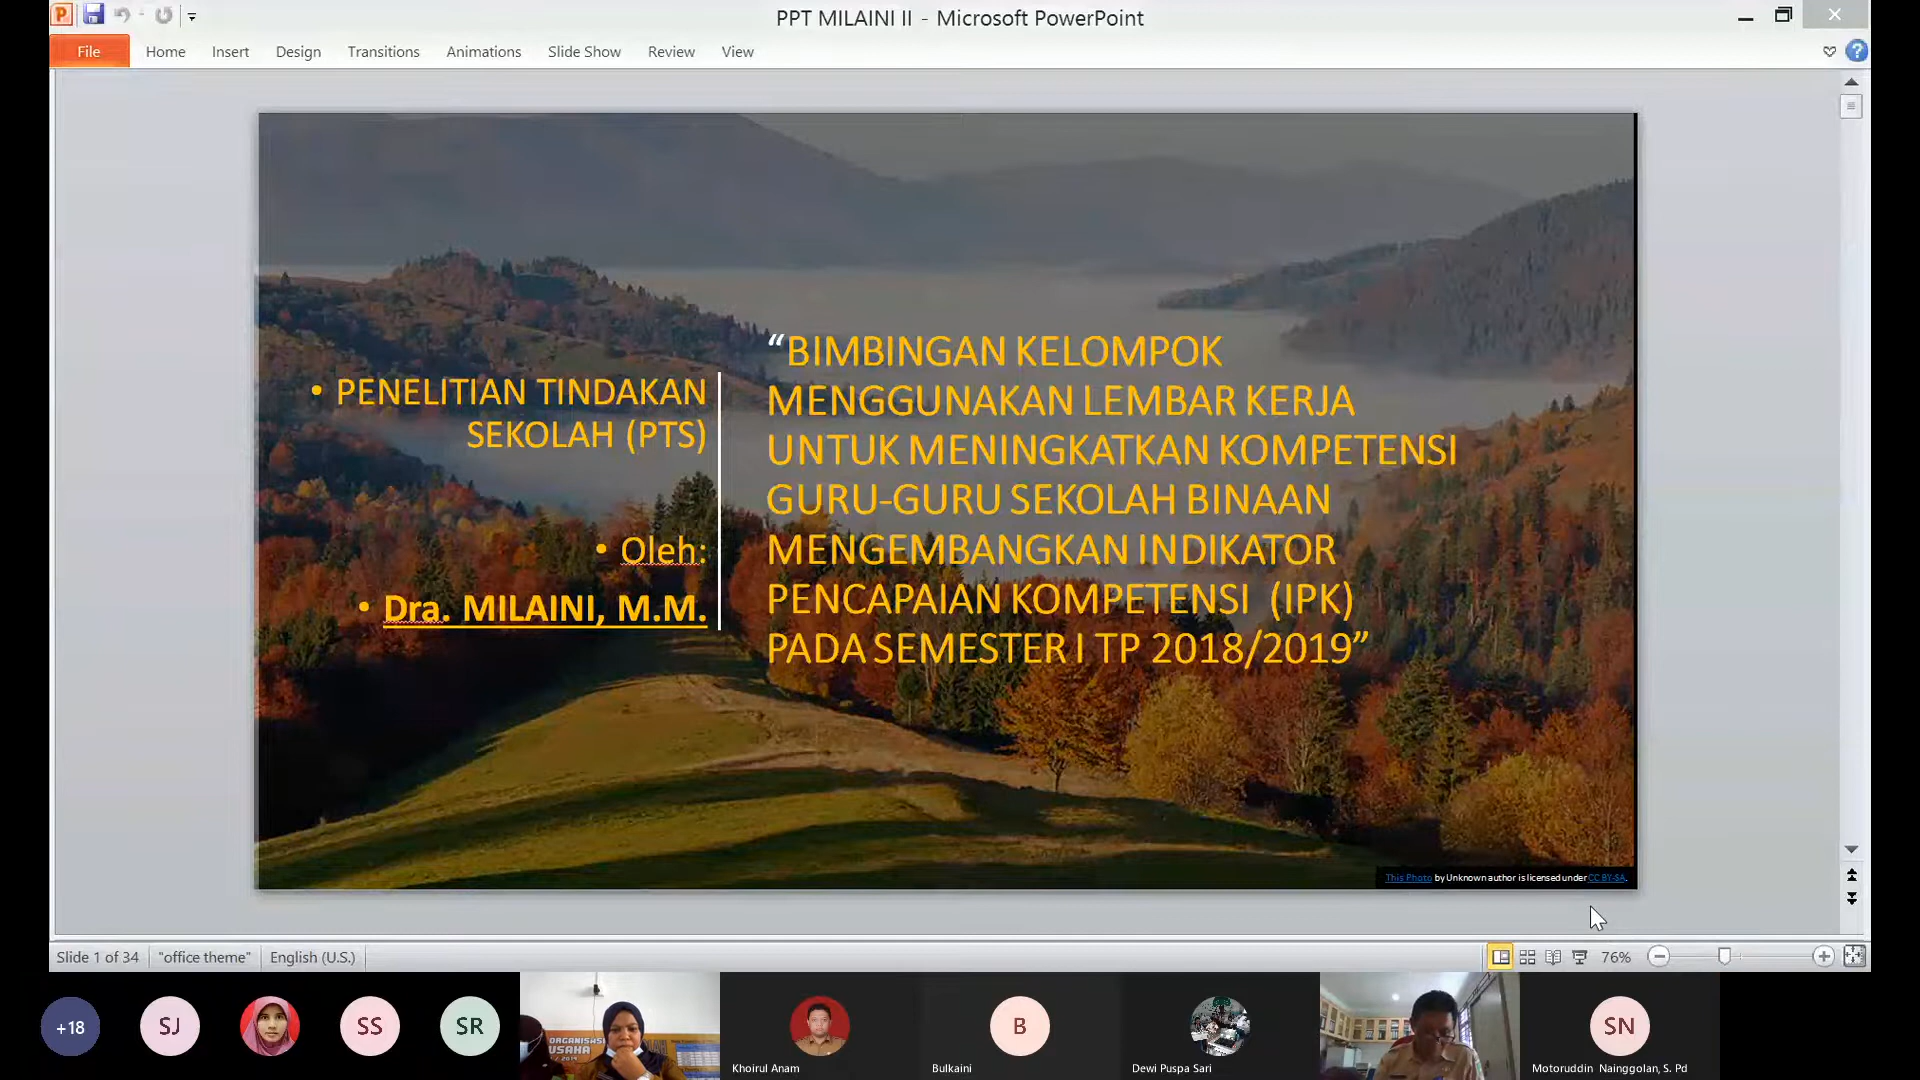 PPT MILAINI II - Microsoft PowerPoint
File
Home
Insert
Design
Transitions
Animations
Slide Show
Review
View
• PENELITIAN TINDAKAN
SEKOLAH (PTS)
• Oleh:
• Dra. MILAINI, M.M.
“BIMBINGAN KELOMPOK
MENGGUNAKAN LEMBAR KERJA
UNTUK MENINGKATKAN KOMPETENSI
GURU-GURU SEKOLAH BINAAN
MENGEMBANGKAN INDIKATOR
PENCAPAIAN KOMPETENSI (IPK)
PADA SEMESTER I TP 2018/2019”
This Photo by Unknown author is licensed under CC BY-SA.
Slide 1 of 34
"office theme"
English (U.S.)
76%
+18
SJ
SS
SR
ORGANISASI
USAHA
Khoirul Anam
B
Bulkaini
Dewi Puspa Sari
SN
Motoruddin Nainggolan, S. Pd